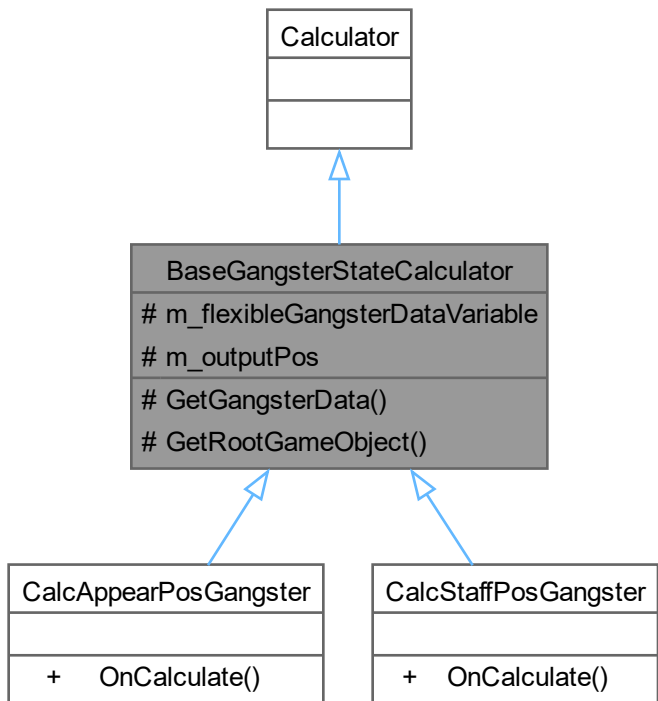 Calculator
BaseGangsterStateCalculator
# m_flexibleGangsterDataVariable
# m_outputPos
# GetGangsterData()
# GetRootGameObject()
CalcAppearPosGangster
+ OnCalculate()
CalcStaffPosGangster
+ OnCalculate()